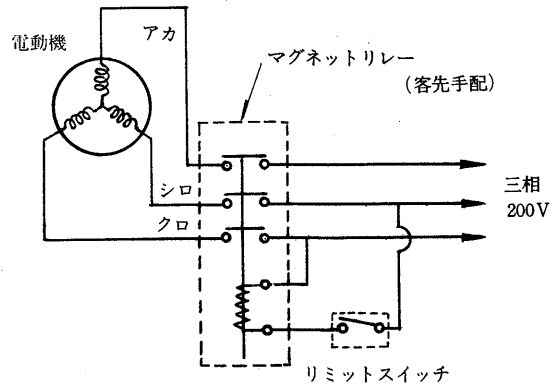 電動機
アカ
マグネットリレー
(客先手配)
シロ
クロ
三相
200V
リミットスイッチ